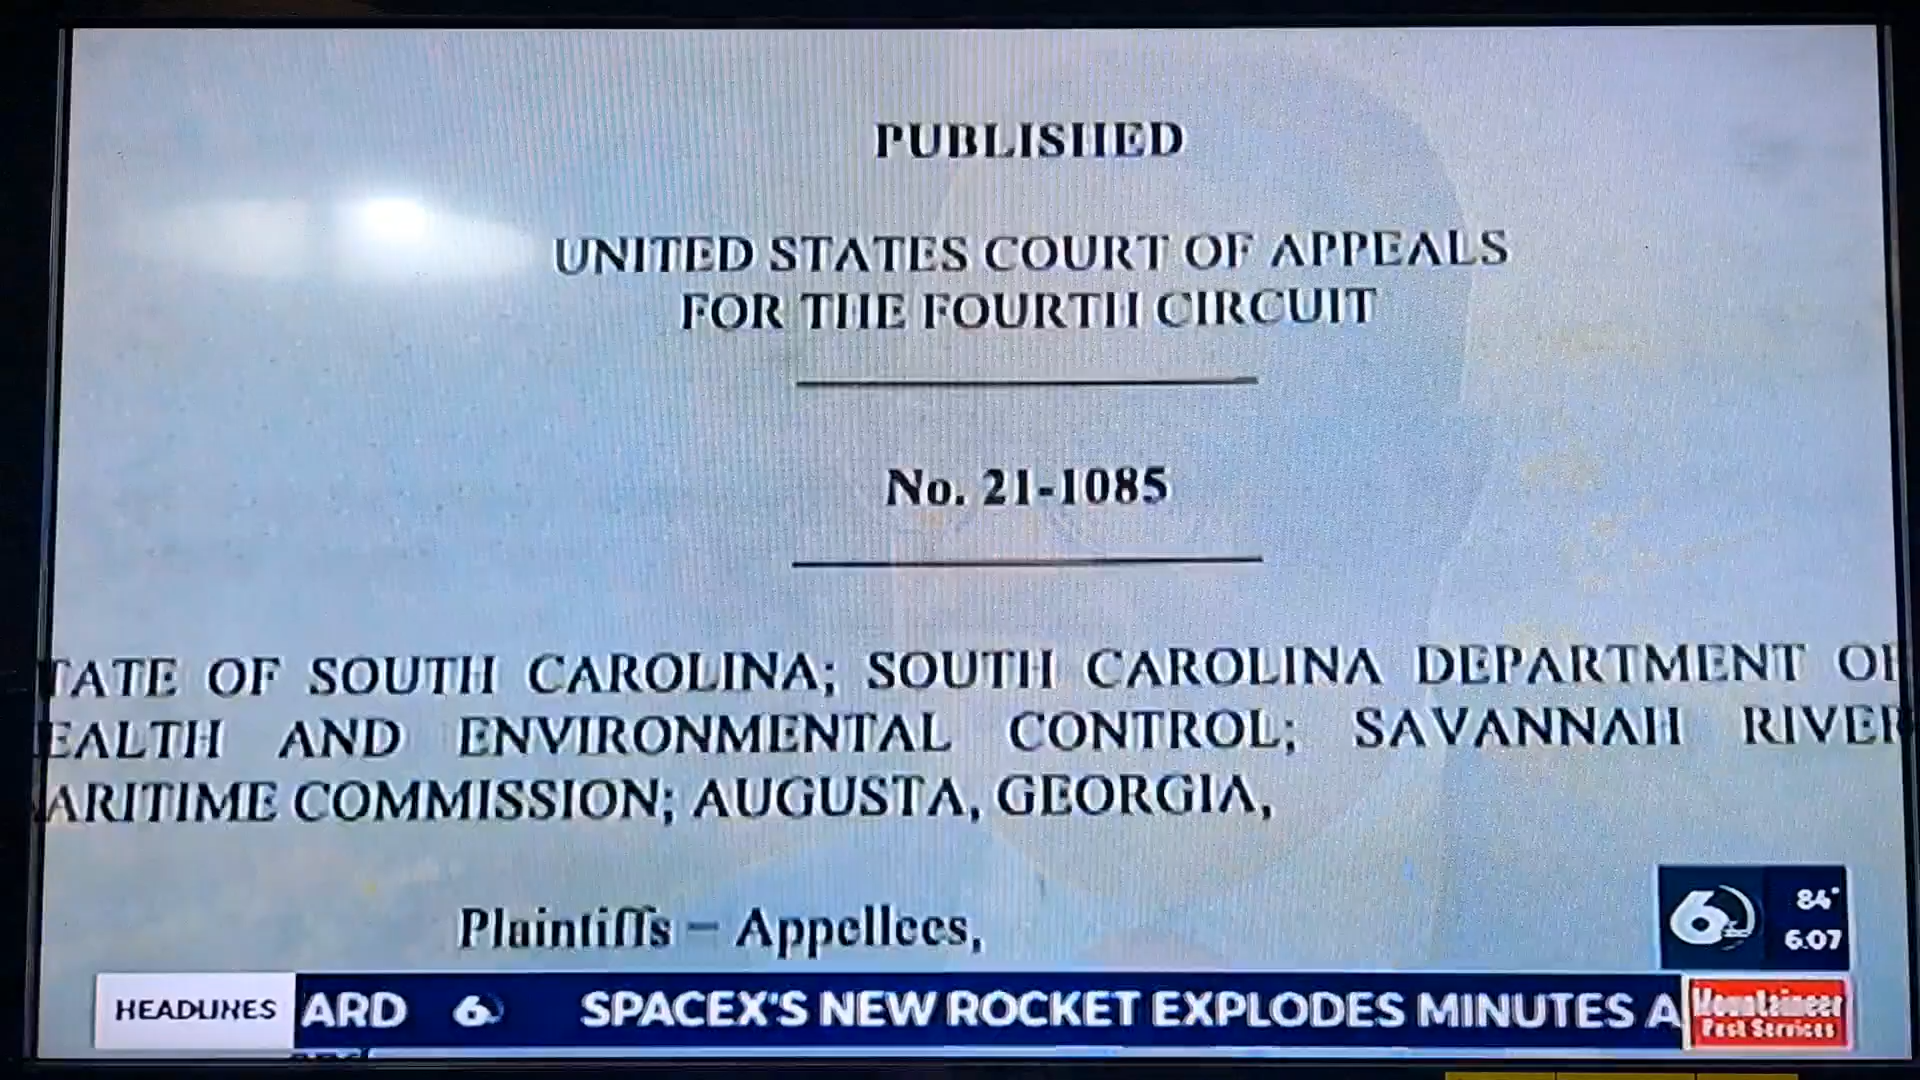 PUBLISHED
UNITED STATES COURT OF APPEALS
FOR THE FOURTH CIRCUIT
No. 21-1085
TATE OF SOUTH CAROLINA; SOUTH CAROLINA DEPARTMENT OF
EALTH AND ENVIRONMENTAL CONTROL; SAVANNAH RIVER
ARITIME COMMISSION; AUGUSTA, GEORGIA,
Plaintiffs – Appellees,
6 84°
6:07
HEADLINES ARD 6 SPACEX'S NEW ROCKET EXPLODES MINUTES A
Mountaineer
Pest Services